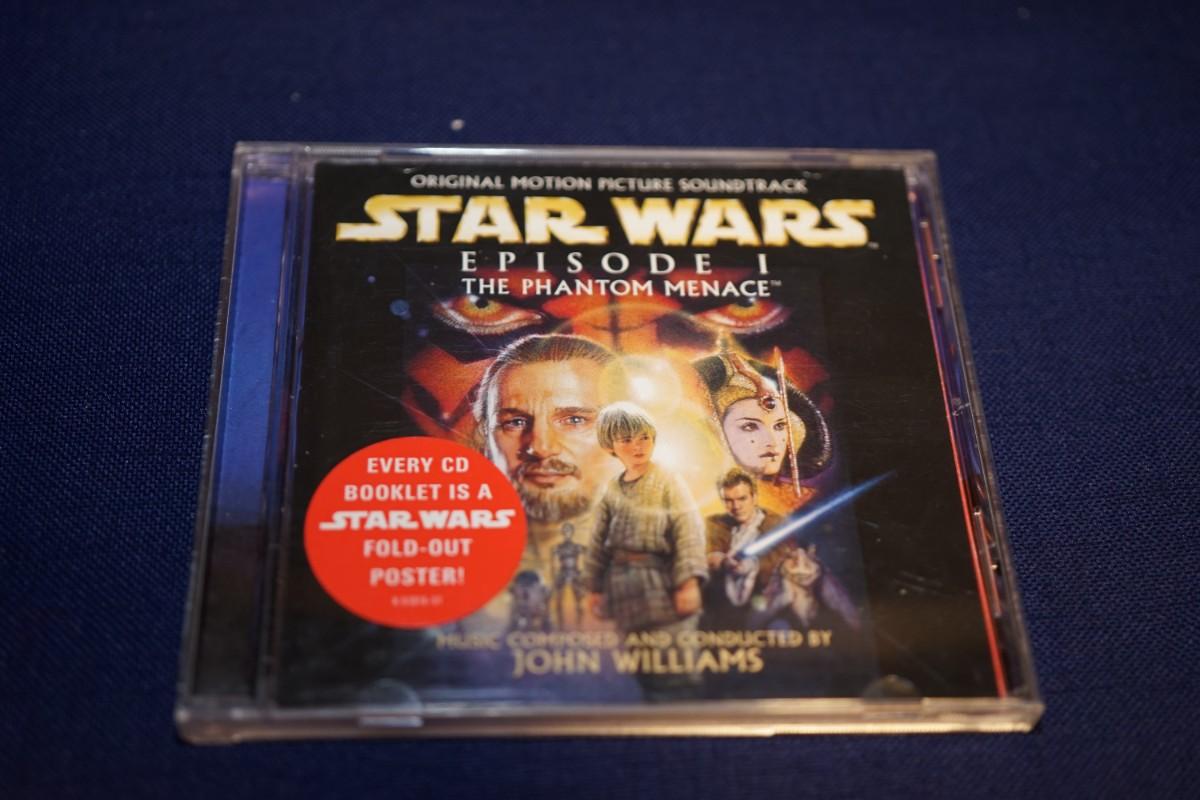 ORIGINAL MOTION PICTURE SOUNDTRACK
STAR WARS™
EPISODE I
THE PHANTOM MENACE™
EVERY CD
BOOKLET IS A
STAR WARS
FOLD-OUT
POSTER!
MUSIC COMPOSED AND CONDUCTED BY
JOHN WILLIAMS